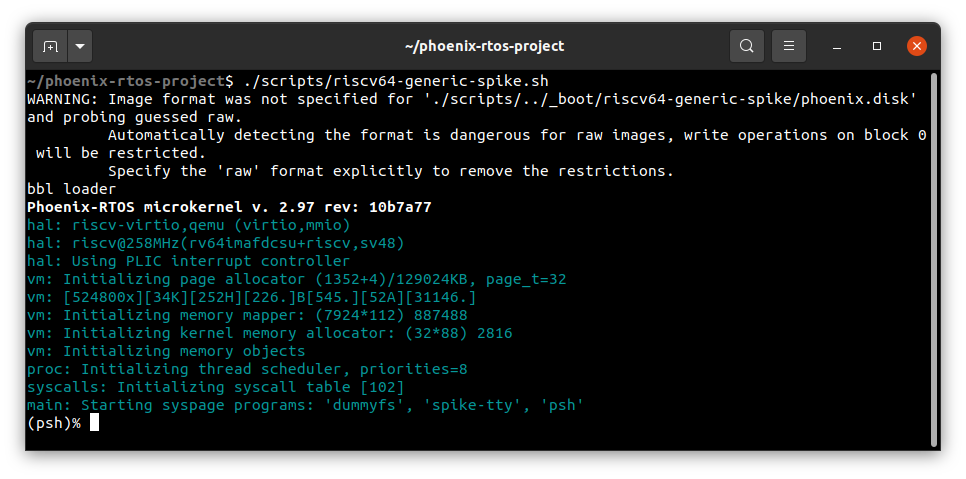 ~/phoenix-rtos-project
~/phoenix-rtos-project$ ./scripts/riscv64-generic-spike.sh
WARNING: Image format was not specified for './scripts/../_boot/riscv64-generic-spike/phoenix.disk'
and probing guessed raw.
         Automatically detecting the format is dangerous for raw images, write operations on block 0
 will be restricted.
         Specify the 'raw' format explicitly to remove the restrictions.
bbl loader
Phoenix-RTOS microkernel v. 2.97 rev: 10b7a77
hal: riscv-virtio,qemu (virtio,mmio)
hal: riscv@258MHz(rv64imafdcsu+riscv,sv48)
hal: Using PLIC interrupt controller
vm: Initializing page allocator (1352+4)/129024KB, page_t=32
vm: [524800x][34K][252H][226.]B[545.][52A][31146.]
vm: Initializing memory mapper: (7924*112) 887488
vm: Initializing kernel memory allocator: (32*88) 2816
vm: Initializing memory objects
proc: Initializing thread scheduler, priorities=8
syscalls: Initializing syscall table [102]
main: Starting syspage programs: 'dummyfs', 'spike-tty', 'psh'
(psh)%